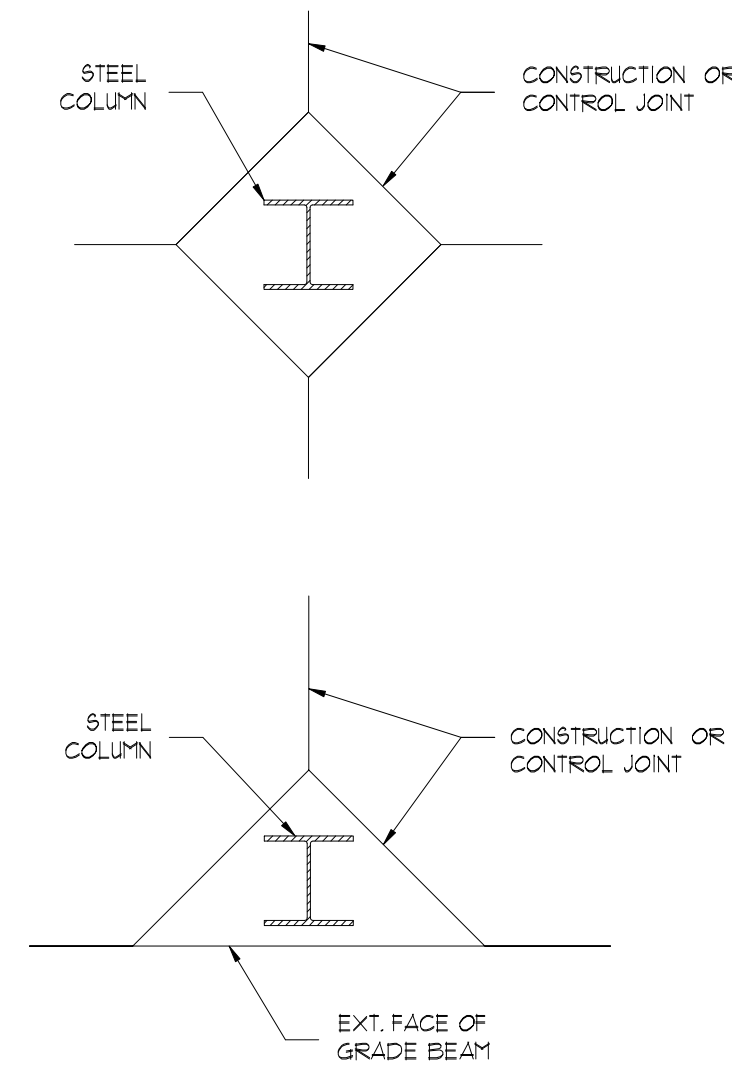 STEEL
COLUMN
CONSTRUCTION OR
CONTROL JOINT
STEEL
COLUMN
CONSTRUCTION OR
CONTROL JOINT
EXT. FACE OF
GRADE BEAM